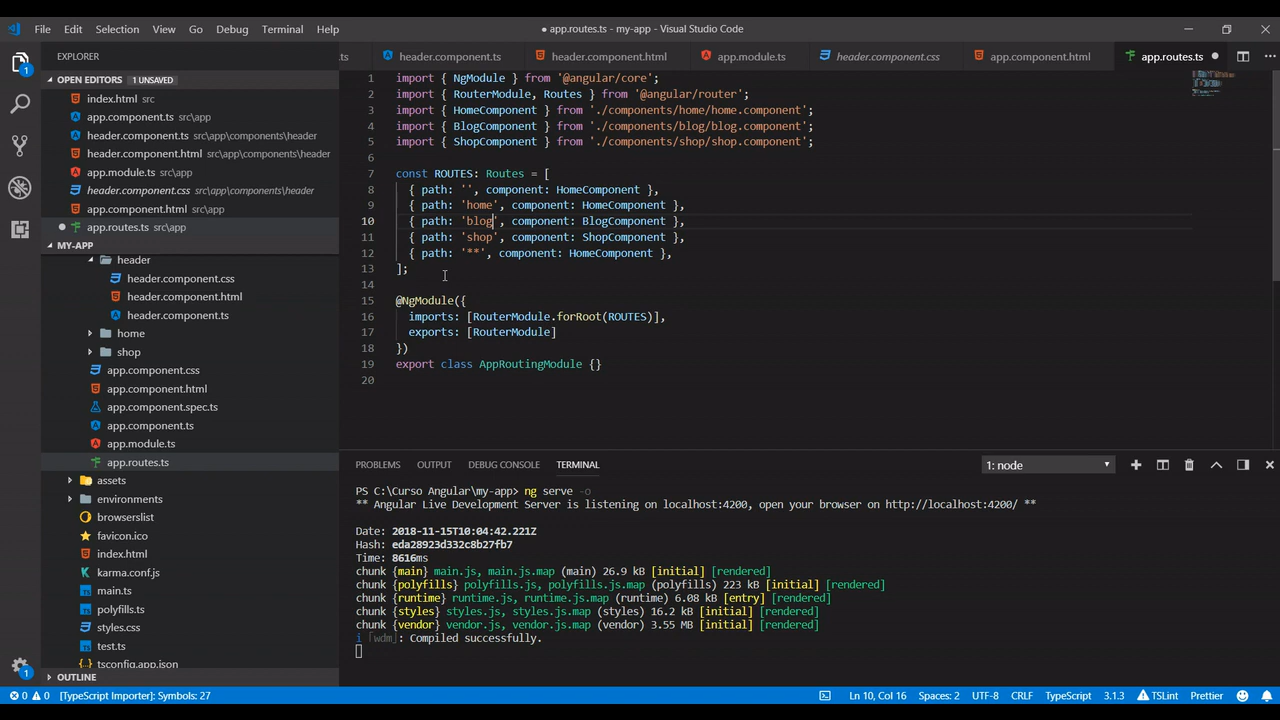 File Edit Selection View Go Debug Terminal Help
● app.routes.ts - my-app - Visual Studio Code
EXPLORER
OPEN EDITORS 1 UNSAVED
index.html src
app.component.ts src\app
header.component.ts src\app\components\header
header.component.html src\app\components\header
app.module.ts src\app
header.component.css src\app\components\header
app.component.html src\app
app.routes.ts src\app
MY-APP
header
header.component.css
header.component.html
header.component.ts
home
shop
app.component.css
app.component.html
app.component.spec.ts
app.component.ts
app.module.ts
app.routes.ts
assets
environments
browserslist
favicon.ico
index.html
karma.conf.js
main.ts
polyfills.ts
styles.css
test.ts
tsconfig.app.json
OUTLINE
.ts header.component.ts header.component.html app.module.ts header.component.css app.component.html app.routes.ts
1 import { NgModule } from '@angular/core';
2 import { RouterModule, Routes } from '@angular/router';
3 import { HomeComponent } from './components/home/home.component';
4 import { BlogComponent } from './components/blog/blog.component';
5 import { ShopComponent } from './components/shop/shop.component';
6
7 const ROUTES: Routes = [
8 { path: '', component: HomeComponent },
9 { path: 'home', component: HomeComponent },
10 { path: 'blog', component: BlogComponent },
11 { path: 'shop', component: ShopComponent },
12 { path: '**', component: HomeComponent },
13 ];
14
15 @NgModule({
16 imports: [RouterModule.forRoot(ROUTES)],
17 exports: [RouterModule]
18 })
19 export class AppRoutingModule {}
20
PROBLEMS OUTPUT DEBUG CONSOLE TERMINAL 1: node
PS C:\Curso Angular\my-app> ng serve -o
** Angular Live Development Server is listening on localhost:4200, open your browser on http://localhost:4200/ **
Date: 2018-11-15T10:04:42.221Z
Hash: eda28923d332c8b27fb7
Time: 8616ms
chunk {main} main.js, main.js.map (main) 26.9 kB [initial] [rendered]
chunk {polyfills} polyfills.js, polyfills.js.map (polyfills) 223 kB [initial] [rendered]
chunk {runtime} runtime.js, runtime.js.map (runtime) 6.08 kB [entry] [rendered]
chunk {styles} styles.js, styles.js.map (styles) 16.2 kB [initial] [rendered]
chunk {vendor} vendor.js, vendor.js.map (vendor) 3.55 MB [initial] [rendered]
i ｢wdm｣: Compiled successfully.
1
1
0 0 [TypeScript Importer]: Symbols: 27 Ln 10, Col 16 Spaces: 2 UTF-8 CRLF TypeScript 3.1.3 TSLint Prettier 1